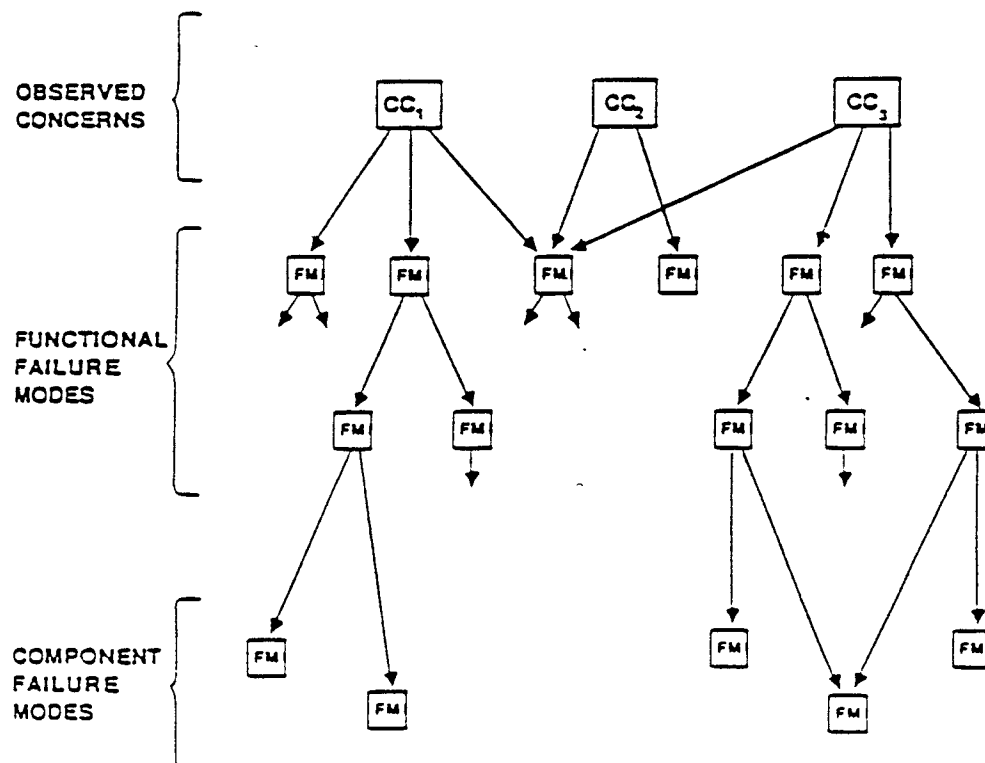 OBSERVED
CONCERNS
CC1
CC2
CC3
FUNCTIONAL
FAILURE
MODES
FM
FM
FM
FM
FM
FM
FM
FM
FM
FM
FM
COMPONENT
FAILURE
MODES
FM
FM
FM
FM
FM